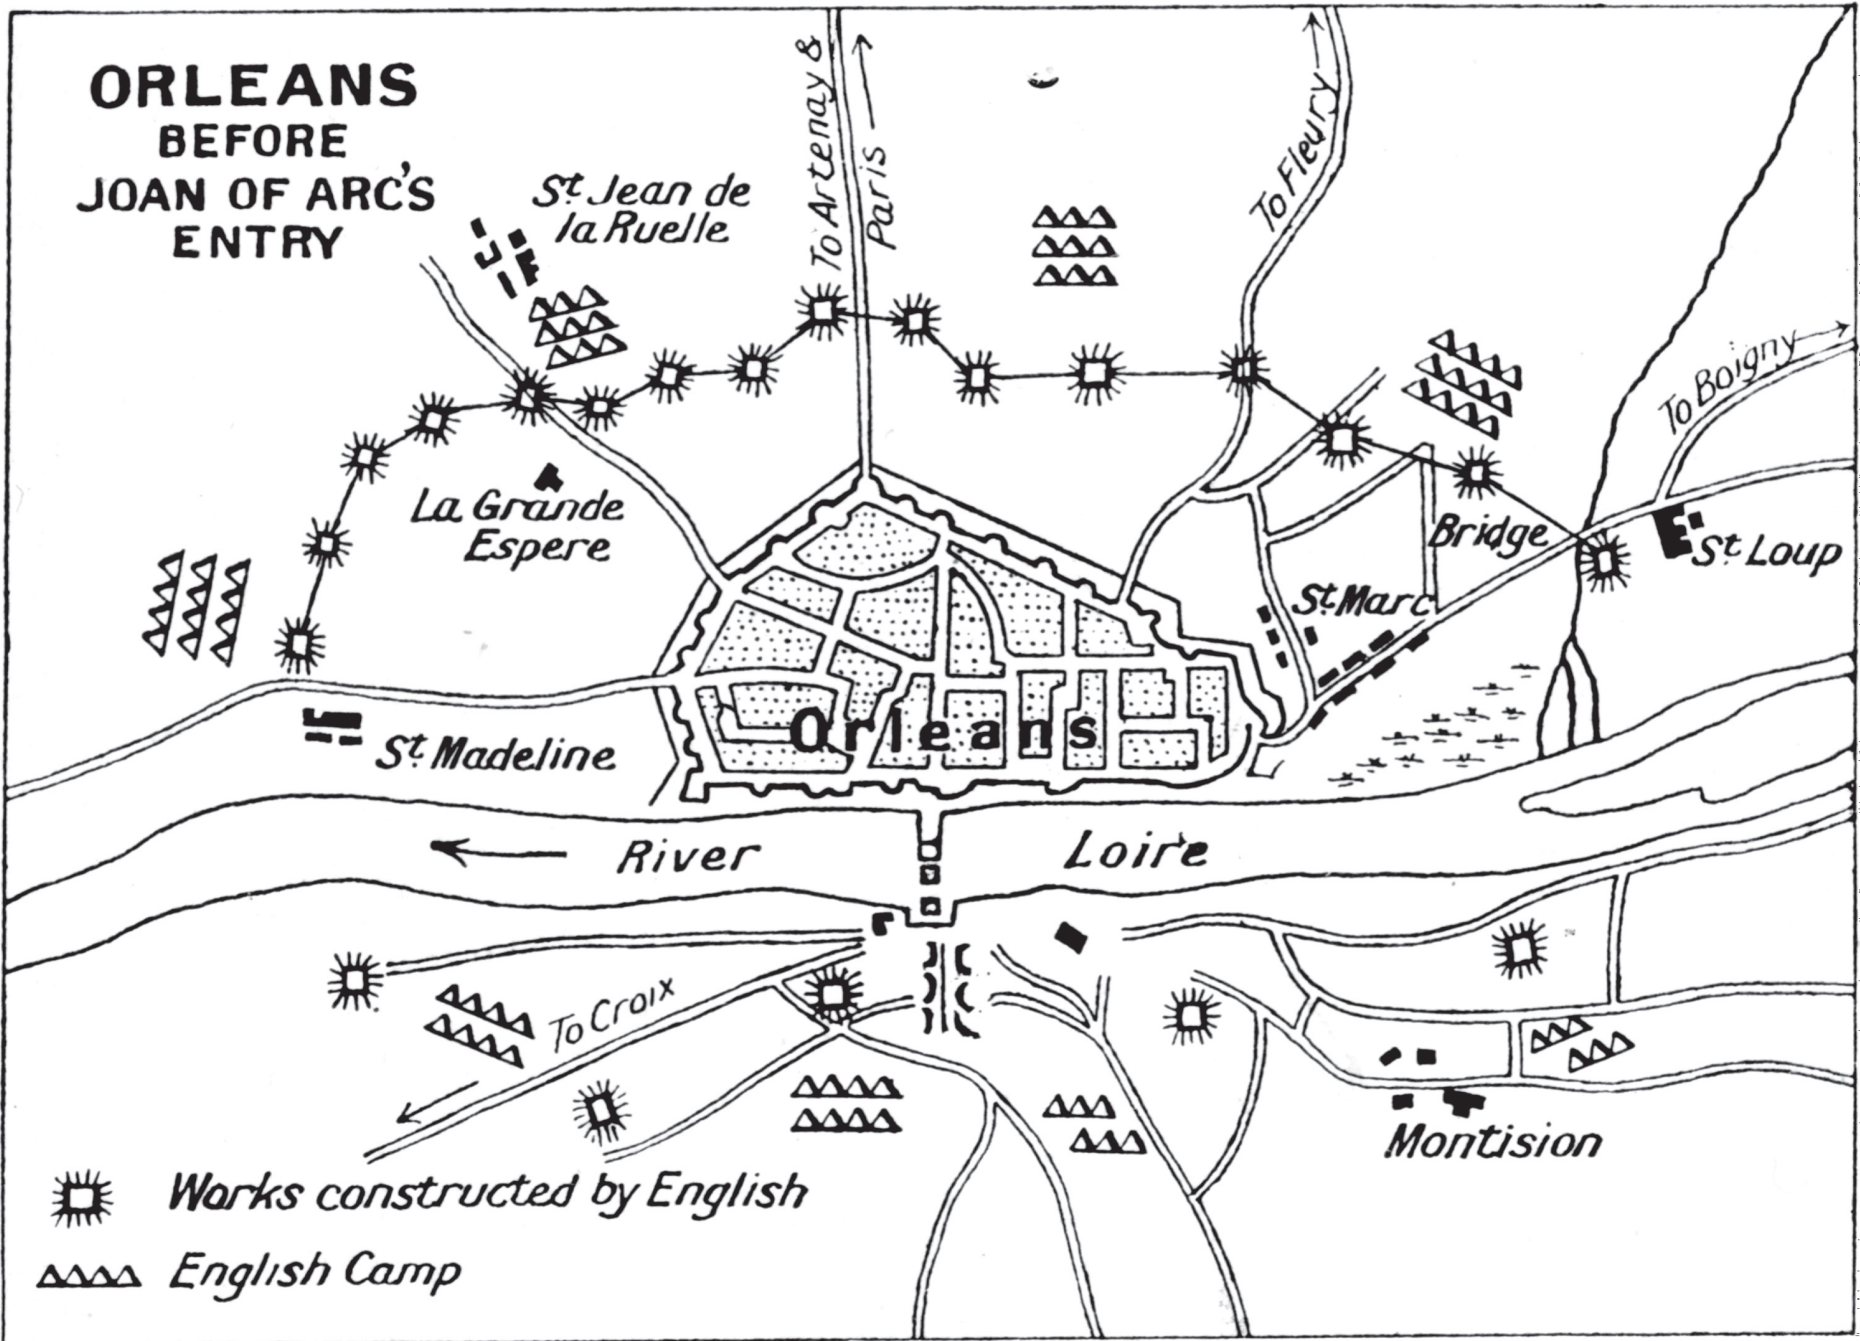 ORLEANS
BEFORE
JOAN OF ARC'S
ENTRY
To Artenay &
Paris
To Fleury
St. Jean de
la Ruelle
To Boigny
La Grande
Espere
Bridge
St. Loup
St. Marc
Orleans
St. Madeline
River Loire
To Croix
Montision
Works constructed by English
English Camp